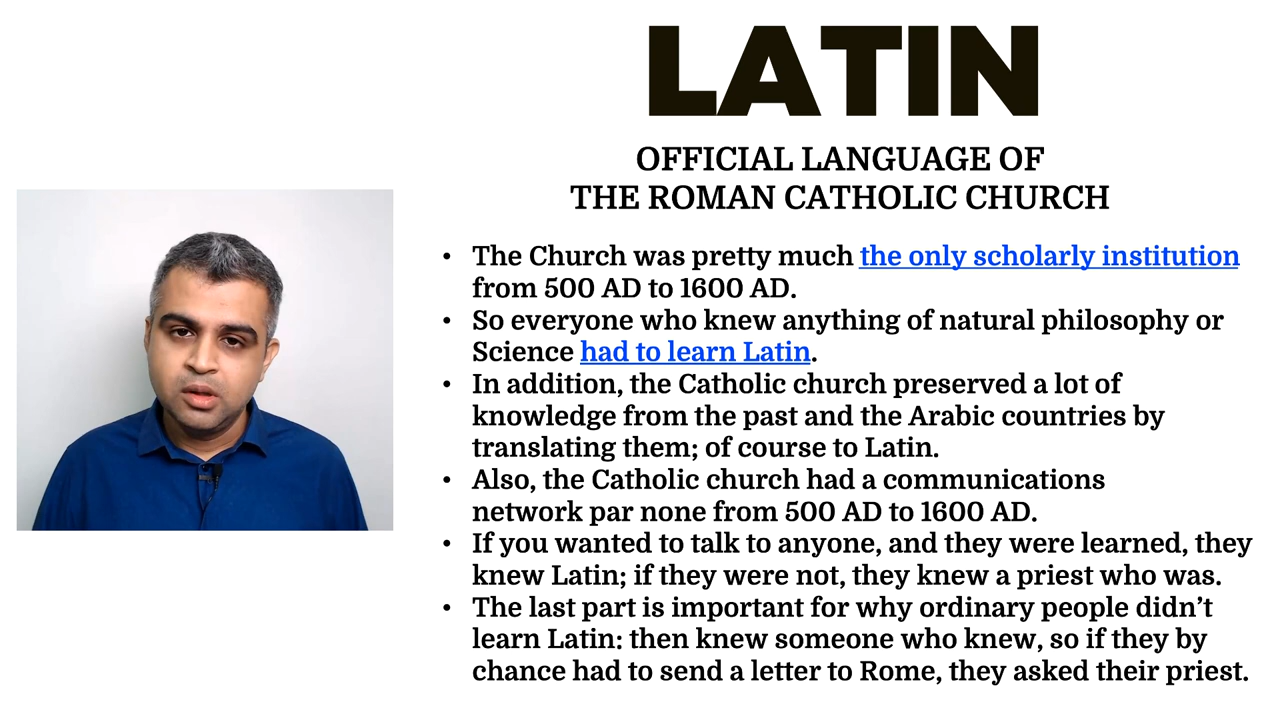 LATIN
OFFICIAL LANGUAGE OF
THE ROMAN CATHOLIC CHURCH
• The Church was pretty much the only scholarly institution
from 500 AD to 1600 AD.
• So everyone who knew anything of natural philosophy or
Science had to learn Latin.
• In addition, the Catholic church preserved a lot of
knowledge from the past and the Arabic countries by
translating them; of course to Latin.
• Also, the Catholic church had a communications
network par none from 500 AD to 1600 AD.
• If you wanted to talk to anyone, and they were learned, they
knew Latin; if they were not, they knew a priest who was.
• The last part is important for why ordinary people didn’t
learn Latin: then knew someone who knew, so if they by
chance had to send a letter to Rome, they asked their priest.